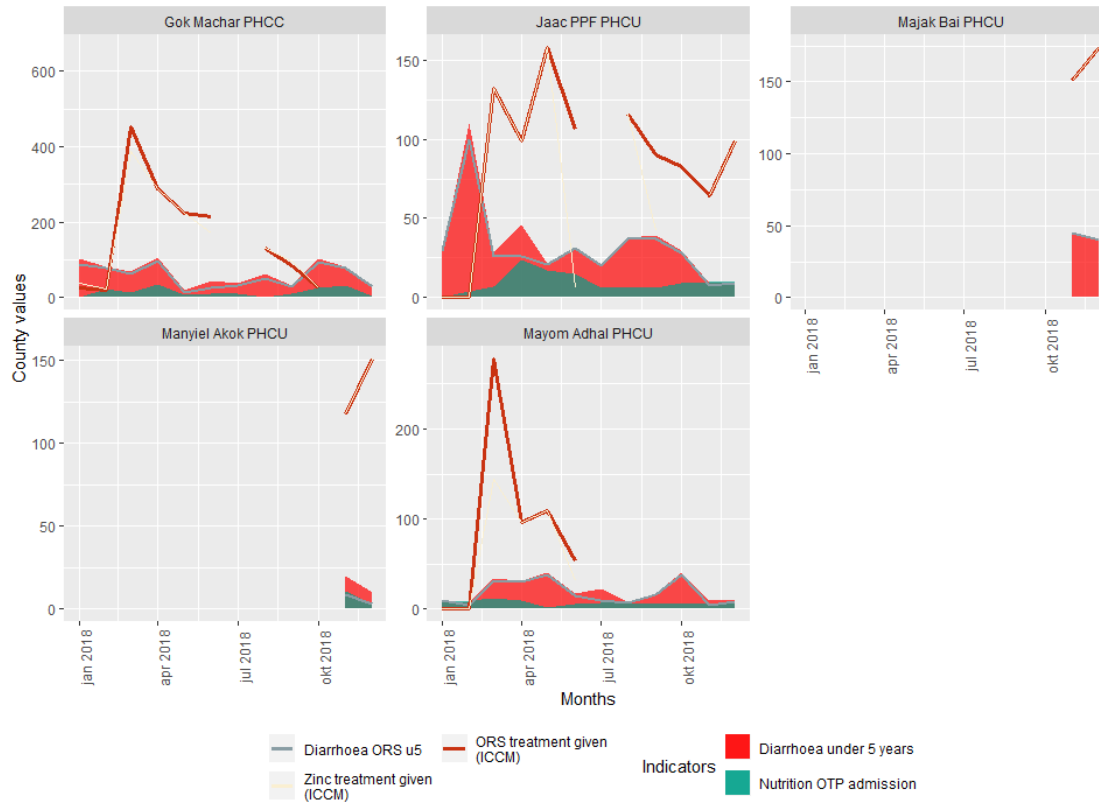 Gok Machar PHCC
Jaac PPF PHCU
Majak Bai PHCU
600
400
200
0
150
100
50
0
150
100
50
0
jan 2018
apr 2018
jul 2018
okt 2018
Manyiel Akok PHCU
Mayom Adhal PHCU
150
100
50
0
200
100
0
jan 2018
apr 2018
jul 2018
okt 2018
jan 2018
apr 2018
jul 2018
okt 2018
County values
Months
Diarrhoea ORS u5
ORS treatment given
(ICCM)
Zinc treatment given
(ICCM)
Indicators
Diarrhoea under 5 years
Nutrition OTP admission